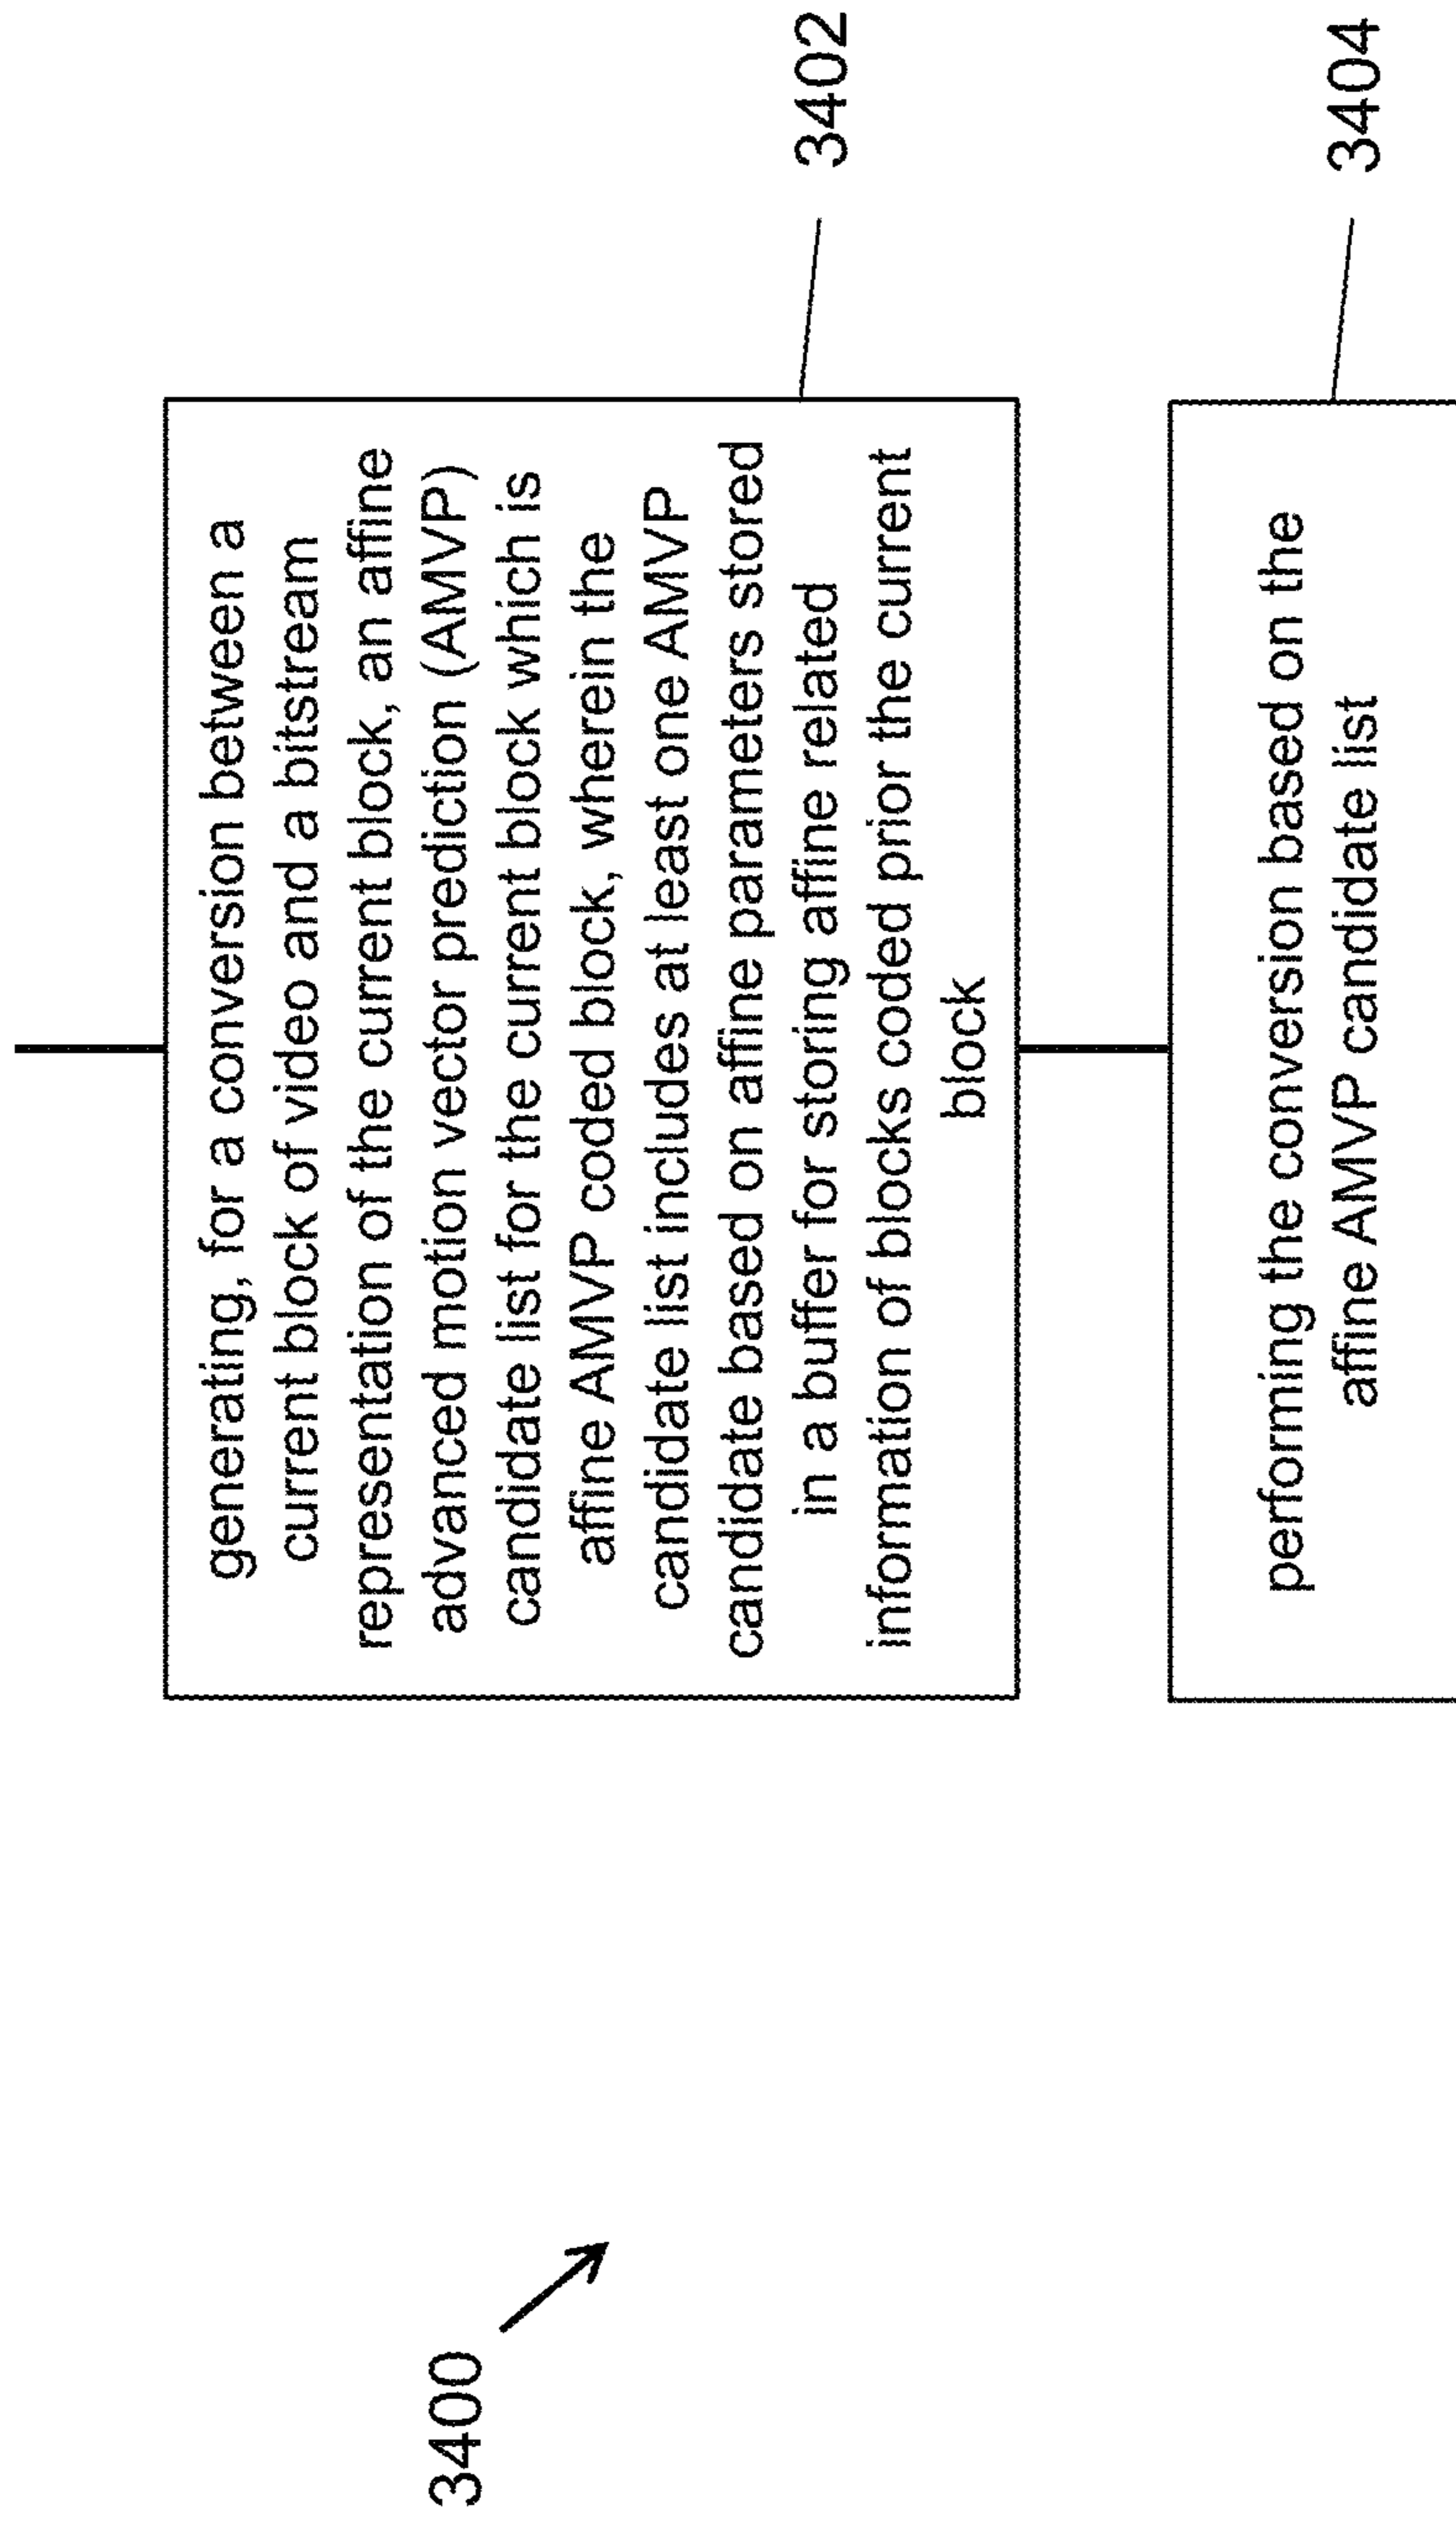 3400
generating, for a conversion between a
current block of video and a bitstream
representation of the current block, an affine
advanced motion vector prediction (AMVP)
candidate list for the current block which is
affine AMVP coded block, wherein the
candidate list includes at least one AMVP
candidate based on affine parameters stored
in a buffer for storing affine related
information of blocks coded prior the current
block
3402
performing the conversion based on the
affine AMVP candidate list
3404